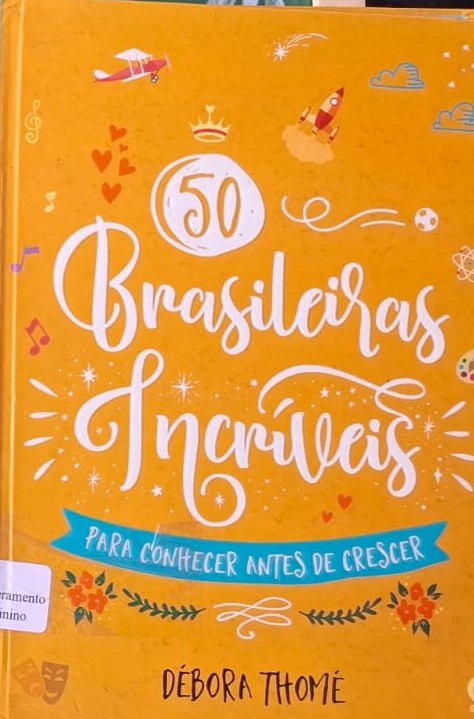 50
Brasileiras
Incríveis
PARA CONHECER ANTES DE CRESCER
DÉBORA THOMÉ